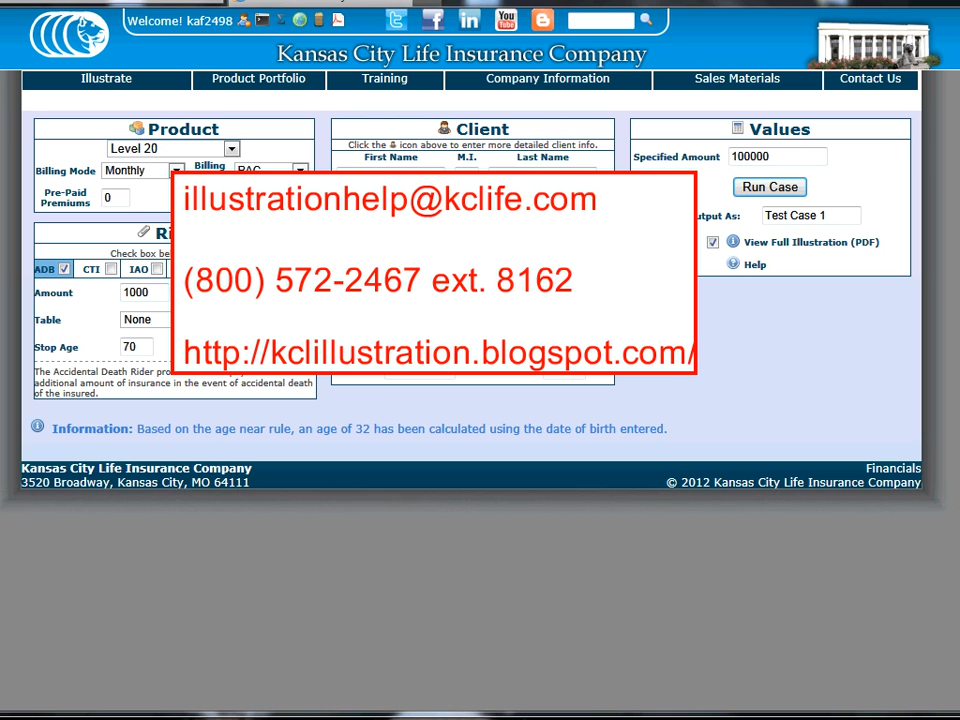 Welcome! kaf2498
You Tube
Kansas City Life Insurance Company
Illustrate
Product Portfolio
Training
Company Information
Sales Materials
Contact Us
Product
Level 20
Billing Mode
Monthly
Billing
PAC
Pre-Paid
Premiums
0
Client
Click the icon above to enter more detailed client info.
First Name
M.I.
Last Name
Values
Specified Amount
100000
Run Case
Output As:
Test Case 1
View Full Illustration (PDF)
Help
illustrationhelp@kclife.com
(800) 572-2467 ext. 8162
http://kclillustration.blogspot.com/
Check box
ADB
CTI
IAO
Amount
1000
Table
None
Stop Age
70
The Accidental Death Rider
additional amount of insurance in the event of accidental death
of the insured.
Information: Based on the age near rule, an age of 32 has been calculated using the date of birth entered.
Kansas City Life Insurance Company
3520 Broadway, Kansas City, MO 64111
Financials
© 2012 Kansas City Life Insurance Company